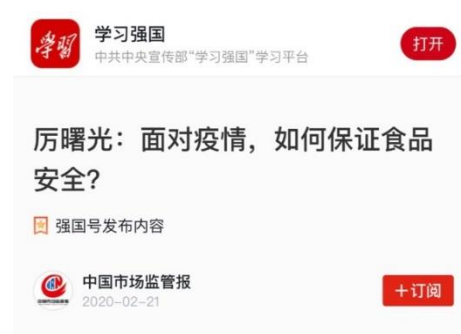 学习
学习强国
中共中央宣传部“学习强国”学习平台
打开
厉曙光：面对疫情，如何保证食品
安全？
强国号发布内容
中国市场监管报
2020-02-21
+订阅